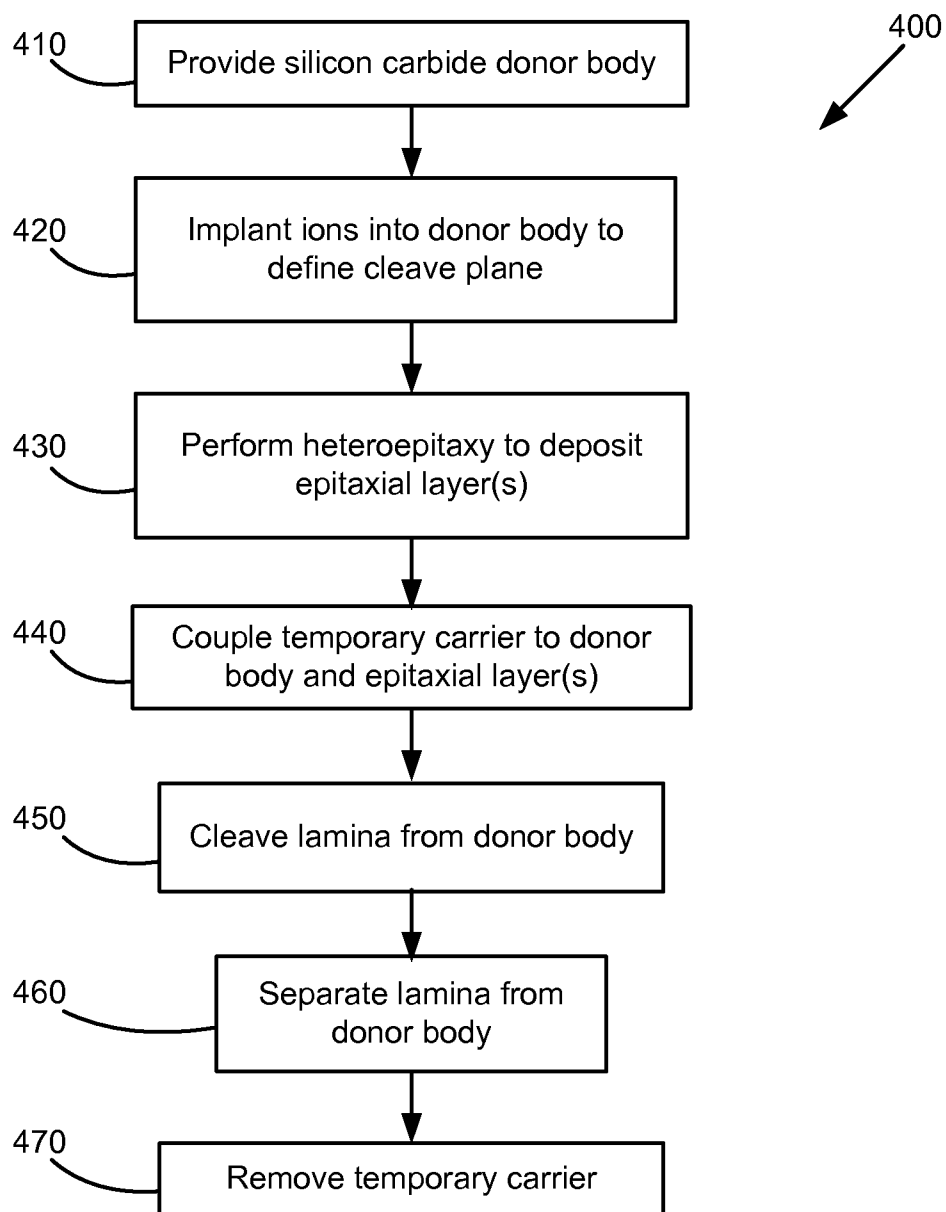 400
410
Provide silicon carbide donor body
420
Implant ions into donor body to
define cleave plane
430
Perform heteroepitaxy to deposit
epitaxial layer(s)
440
Couple temporary carrier to donor
body and epitaxial layer(s)
450
Cleave lamina from donor body
460
Separate lamina from
donor body
470
Remove temporary carrier